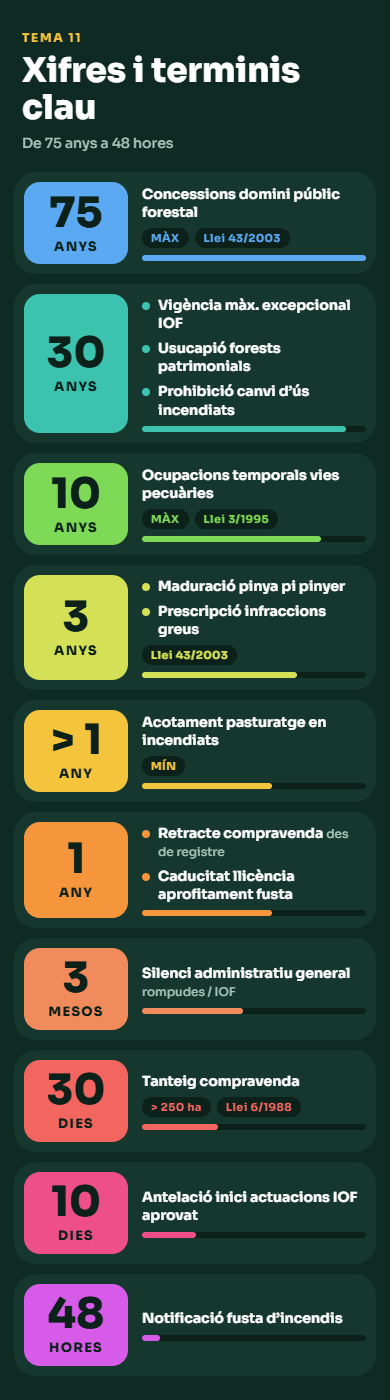 TEMA 11
Xifres i terminis
clau
De 75 anys a 48 hores
75
ANYS
Concessions domini públic
forestal
MÀX
Llei 43/2003
30
ANYS
Vigència màx. excepcional
IOF
Usucapió forests
patrimonials
Prohibició canvi d’ús
incendiats
10
ANYS
Ocupacions temporals vies
pecuàries
MÀX
Llei 3/1995
3
ANYS
Maduració pinya pi pinyer
Prescripció infraccions
greus
Llei 43/2003
> 1
ANY
Acotament pasturatge en
incendiats
MÍN
1
ANY
Retracte compravenda des
de registre
Caducitat llicència
aprofitament fusta
3
MESOS
Silenci administratiu general
rompudes / IOF
30
DIES
Tanteig compravenda
> 250 ha
Llei 6/1988
10
DIES
Antelació inici actuacions IOF
aprovat
48
HORES
Notificació fusta d’incendis